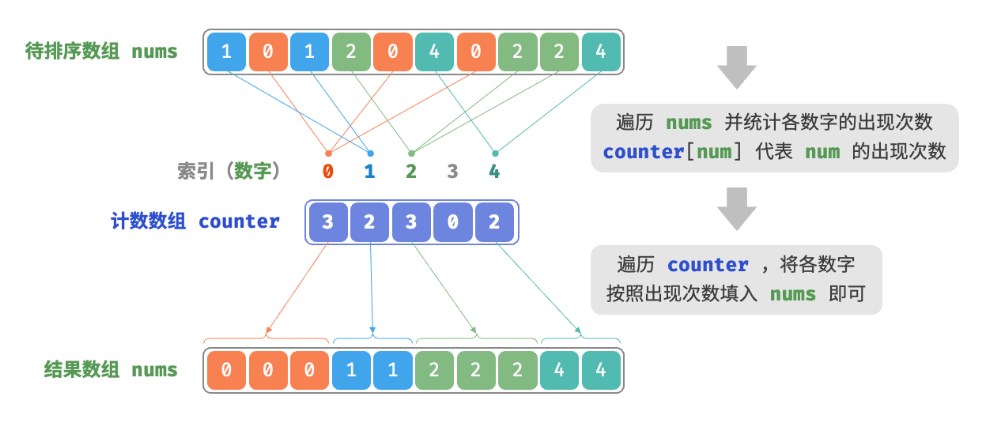 待排序数组 nums
1 0 1 2 0 4 0 2 2 4
遍历 nums 并统计各数字的出现次数
counter[num] 代表 num 的出现次数
索引（数字） 0 1 2 3 4
计数数组 counter
3 2 3 0 2
遍历 counter ，将各数字
按照出现次数填入 nums 即可
结果数组 nums
0 0 0 1 1 2 2 2 4 4